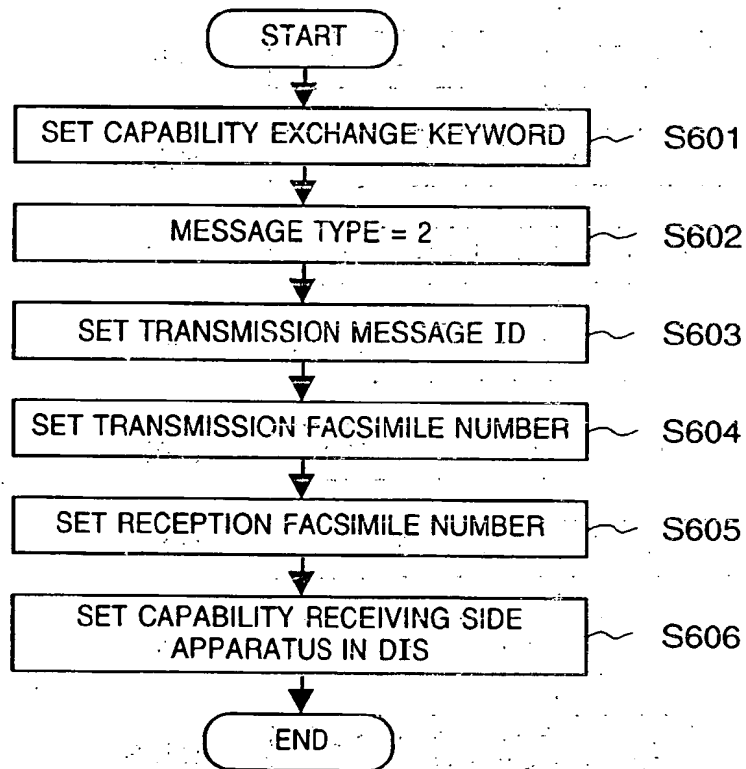 START
SET CAPABILITY EXCHANGE KEYWORD S601
MESSAGE TYPE = 2 S602
SET TRANSMISSION MESSAGE ID S603
SET TRANSMISSION FACSIMILE NUMBER S604
SET RECEPTION FACSIMILE NUMBER S605
SET CAPABILITY RECEIVING SIDE
APPARATUS IN DIS S606
END